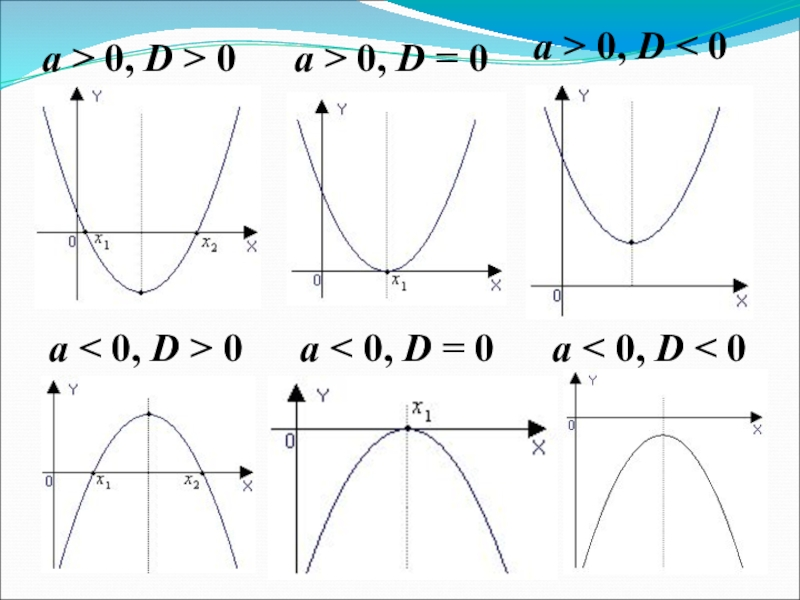 a > 0, D > 0
a > 0, D = 0
a > 0, D < 0
Y
0
x₁
x₂
X
Y
0
x₁
X
Y
0
X
a < 0, D > 0
a < 0, D = 0
a < 0, D < 0
Y
0
x₁
x₂
X
Y
x₁
0
X
Y
0
X